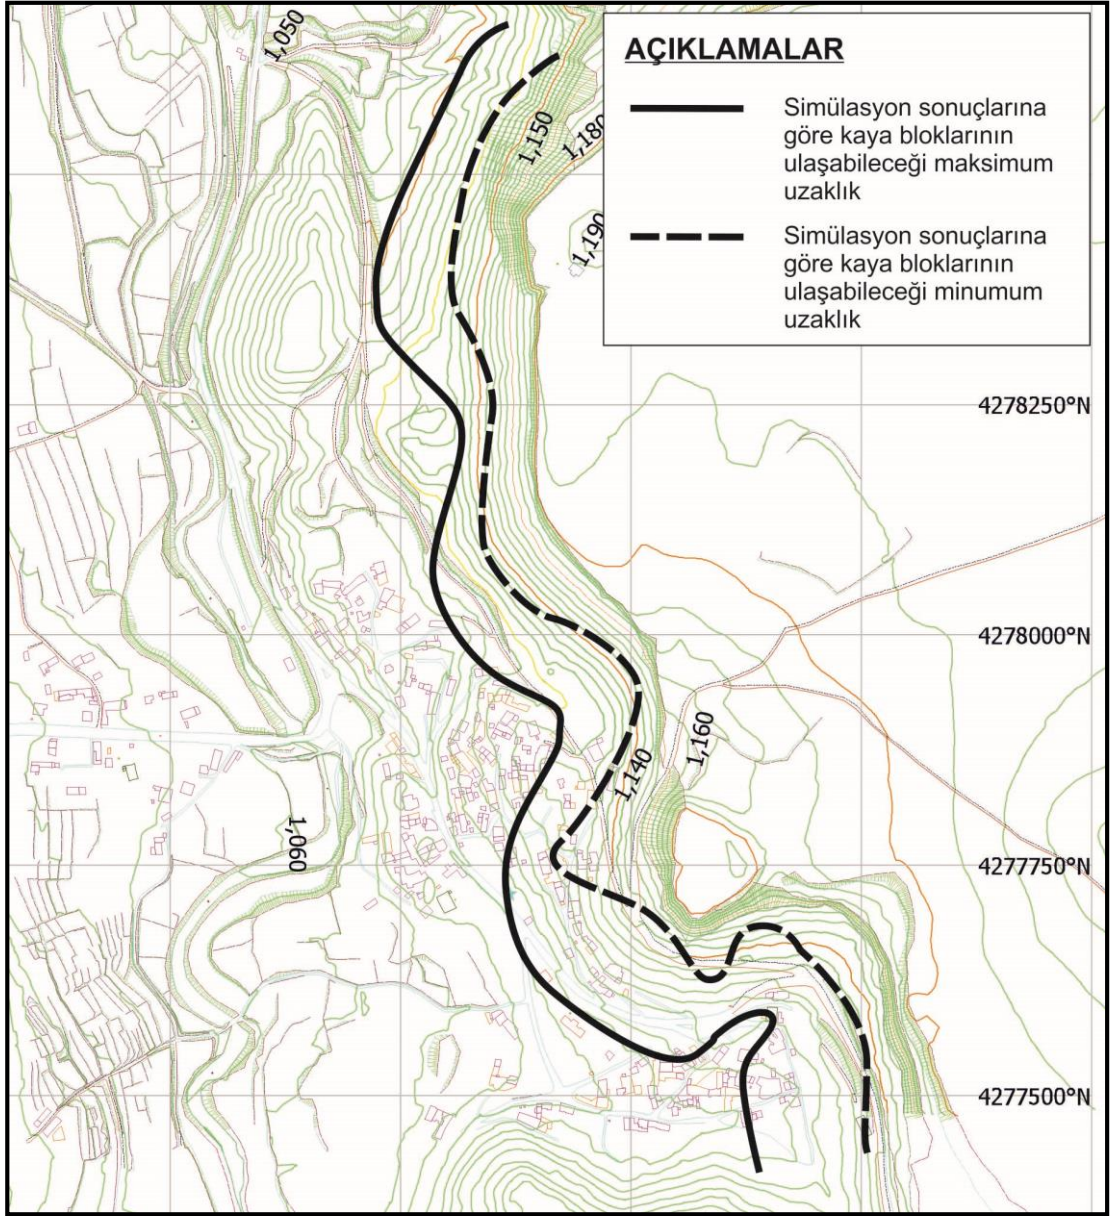 AÇIKLAMALAR
Simülasyon sonuçlarına
göre kaya bloklarının
ulaşabileceği maksimum
uzaklık
Simülasyon sonuçlarına
göre kaya bloklarının
ulaşabileceği minumum
uzaklık
1,050
1,150
1,180
1,190
4278250°N
4278000°N
1,160
1,140
1,060
4277750°N
4277500°N